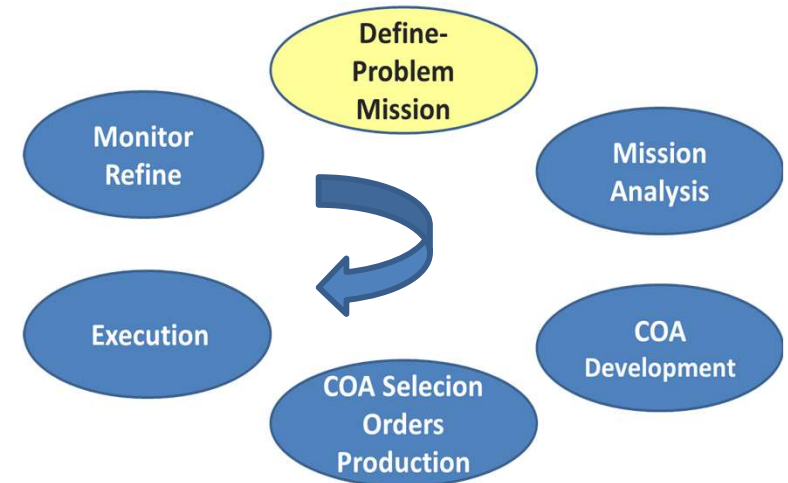 Define-
Problem
Mission
Mission
Analysis
COA
Development
COA Selecion
Orders
Production
Execution
Monitor
Refine